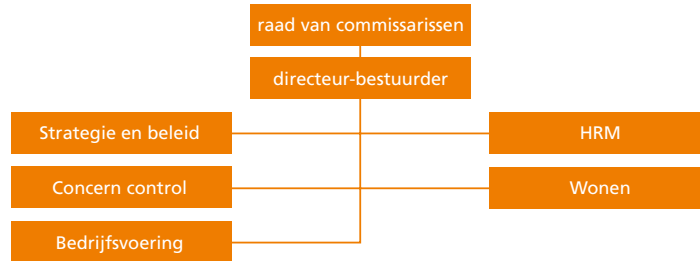 raad van commissarissen
directeur-bestuurder
Strategie en beleid
HRM
Concern control
Wonen
Bedrijfsvoering